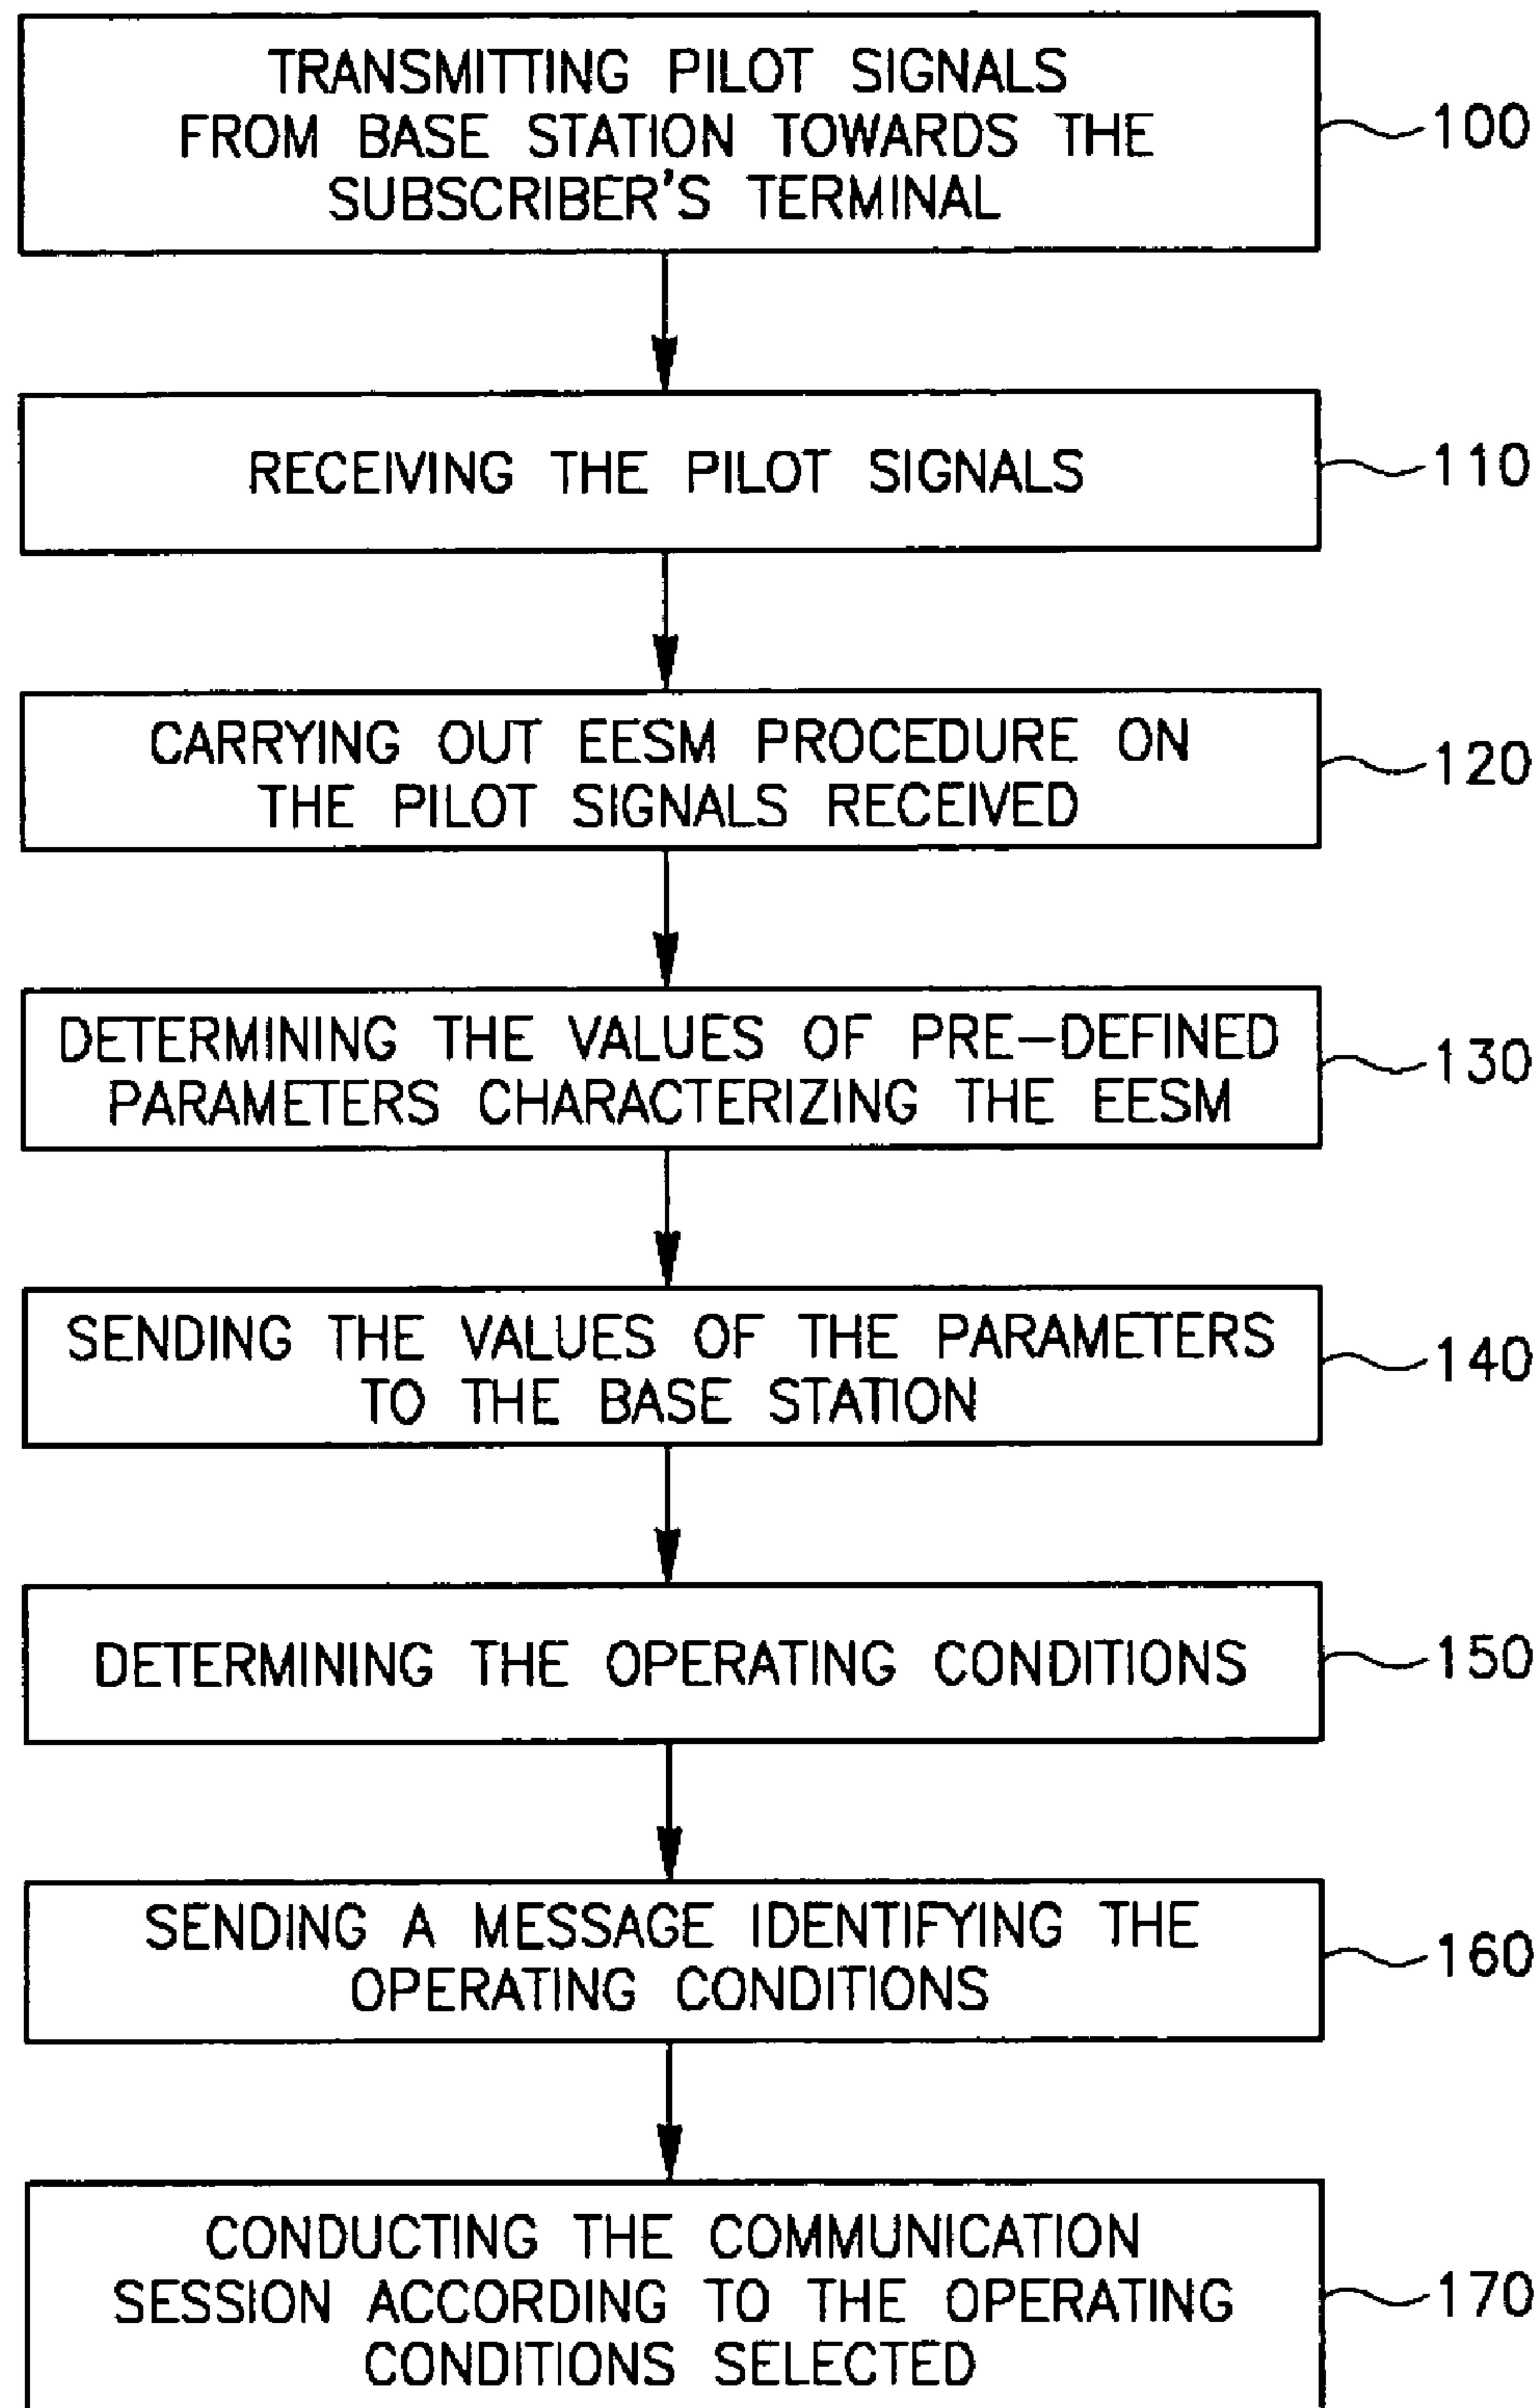 TRANSMITTING PILOT SIGNALS
FROM BASE STATION TOWARDS THE
SUBSCRIBER'S TERMINAL
100
RECEIVING THE PILOT SIGNALS
110
CARRYING OUT EESM PROCEDURE ON
THE PILOT SIGNALS RECEIVED
120
DETERMINING THE VALUES OF PRE-DEFINED
PARAMETERS CHARACTERIZING THE EESM
130
SENDING THE VALUES OF THE PARAMETERS
TO THE BASE STATION
140
DETERMINING THE OPERATING CONDITIONS
150
SENDING A MESSAGE IDENTIFYING THE
OPERATING CONDITIONS
160
CONDUCTING THE COMMUNICATION
SESSION ACCORDING TO THE OPERATING
CONDITIONS SELECTED
170